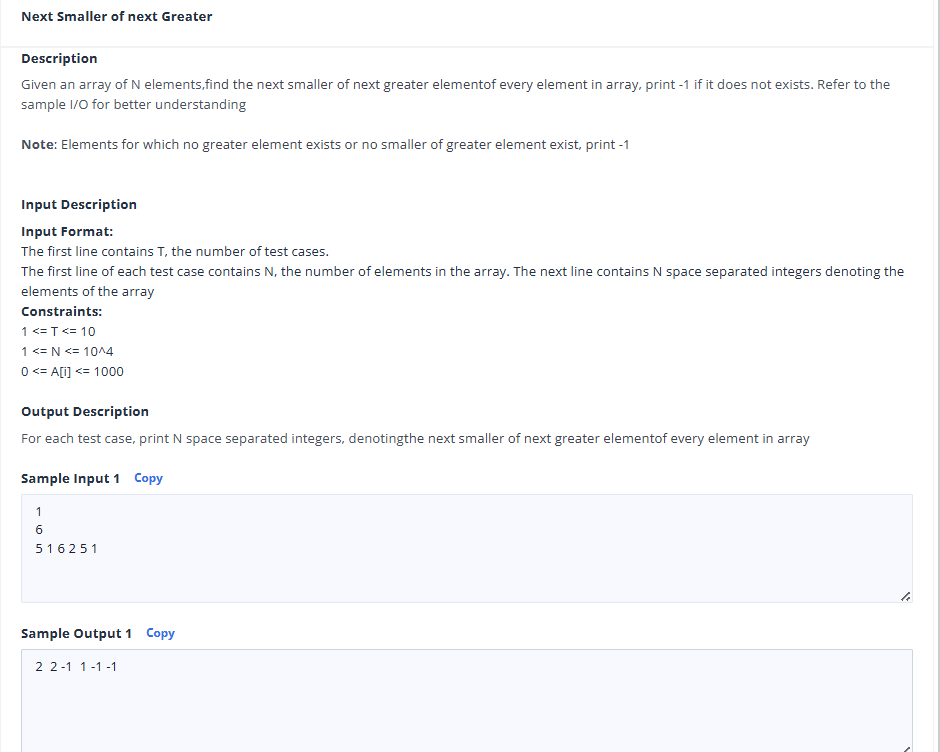 Next Smaller of next Greater
Description
Given an array of N elements,find the next smaller of next greater elementof every element in array, print -1 if it does not exists. Refer to the
sample I/O for better understanding
Note: Elements for which no greater element exists or no smaller of greater element exist, print -1
Input Description
Input Format:
The first line contains T, the number of test cases.
The first line of each test case contains N, the number of elements in the array. The next line contains N space separated integers denoting the
elements of the array
Constraints:
1 <= T <= 10
1 <= N <= 10^4
0 <= A[i] <= 1000
Output Description
For each test case, print N space separated integers, denotingthe next smaller of next greater elementof every element in array
Sample Input 1 Copy
1
6
5 1 6 2 5 1
Sample Output 1 Copy
2  2 -1  1 -1 -1